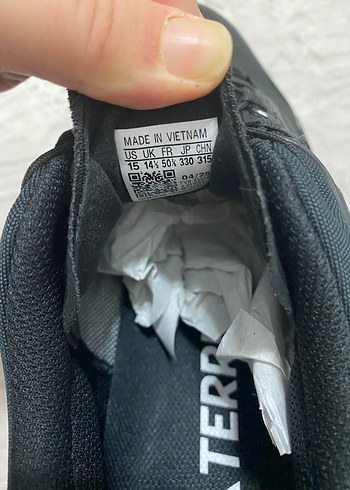 MADE IN VIETNAM
US UK FR JP CHN
15 14½ 50⅔ 330 315
04/25
TERR